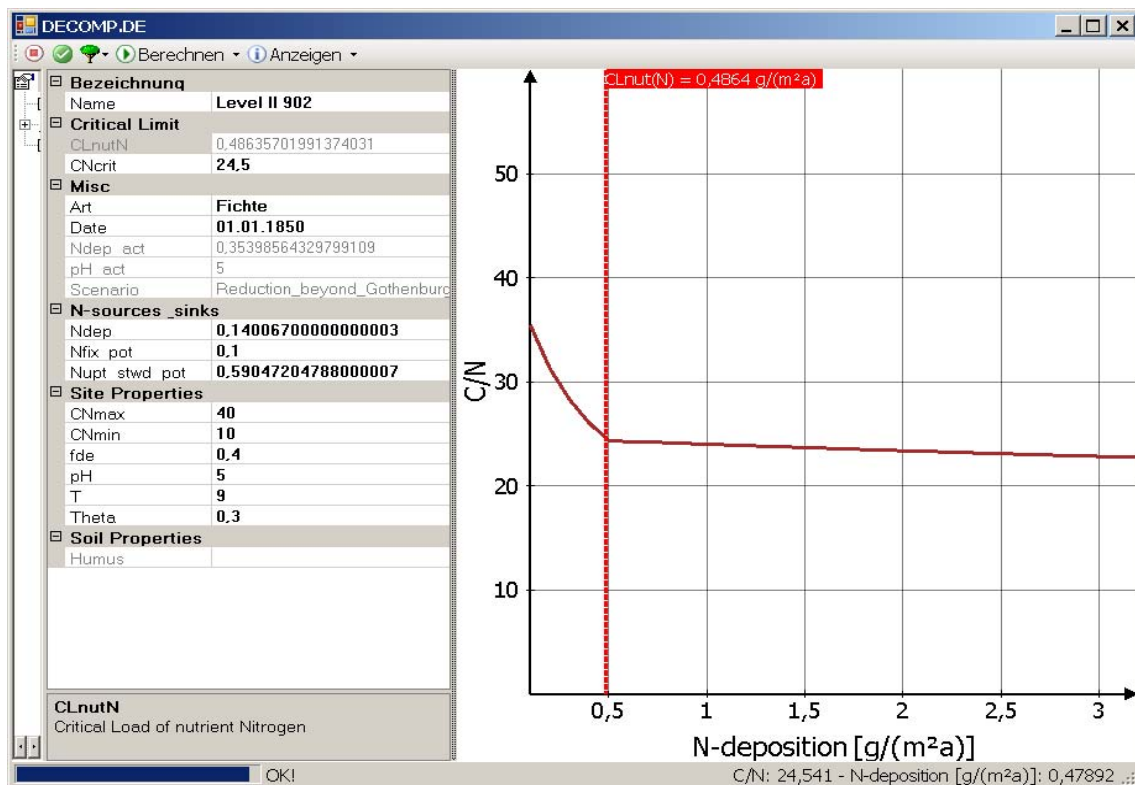 DECOMP.DE
Berechnen Anzeigen
Bezeichnung
Name Level II 902
Critical Limit
CLnutN 0,48635701991374031
CNcrit 24,5
Misc
Art Fichte
Date 01.01.1850
Ndep_act 0,35398564329799109
pH_act 5
Scenario Reduction_beyond_Gothenburg
N-sources _sinks
Ndep 0,14006700000000003
Nfix_pot 0,1
Nupt_stwd_pot 0,59047204788000007
Site Properties
CNmax 40
CNmin 10
fde 0,4
pH 5
T 9
Theta 0,3
Soil Properties
Humus
CLnutN
Critical Load of nutrient Nitrogen
CLnut(N) = 0,4864 g/(m²a)
50
40
30
20
10
C/N
0,5 1 1,5 2 2,5 3
N-deposition [g/(m²a)]
OK!
C/N: 24,541 - N-deposition [g/(m²a)]: 0,47892